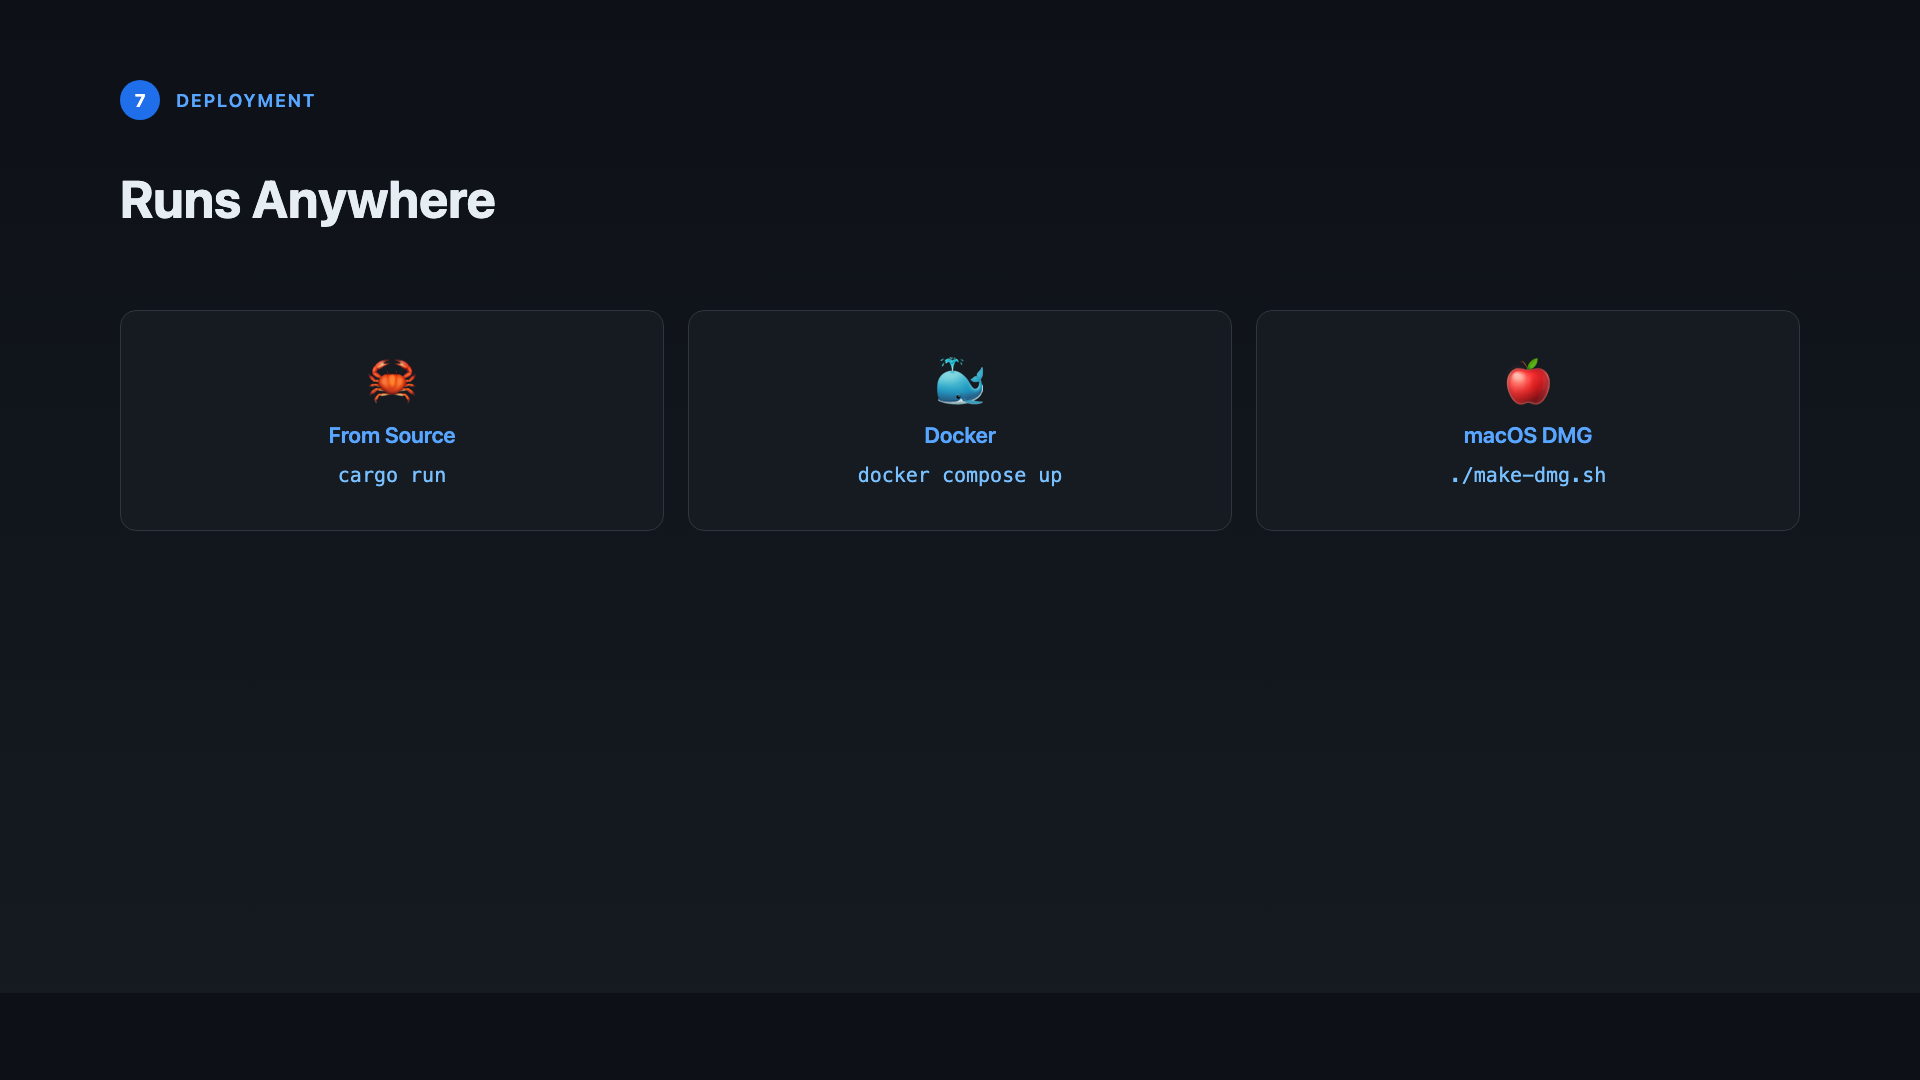 7 DEPLOYMENT
Runs Anywhere
From Source
cargo run
Docker
docker compose up
macOS DMG
./make-dmg.sh